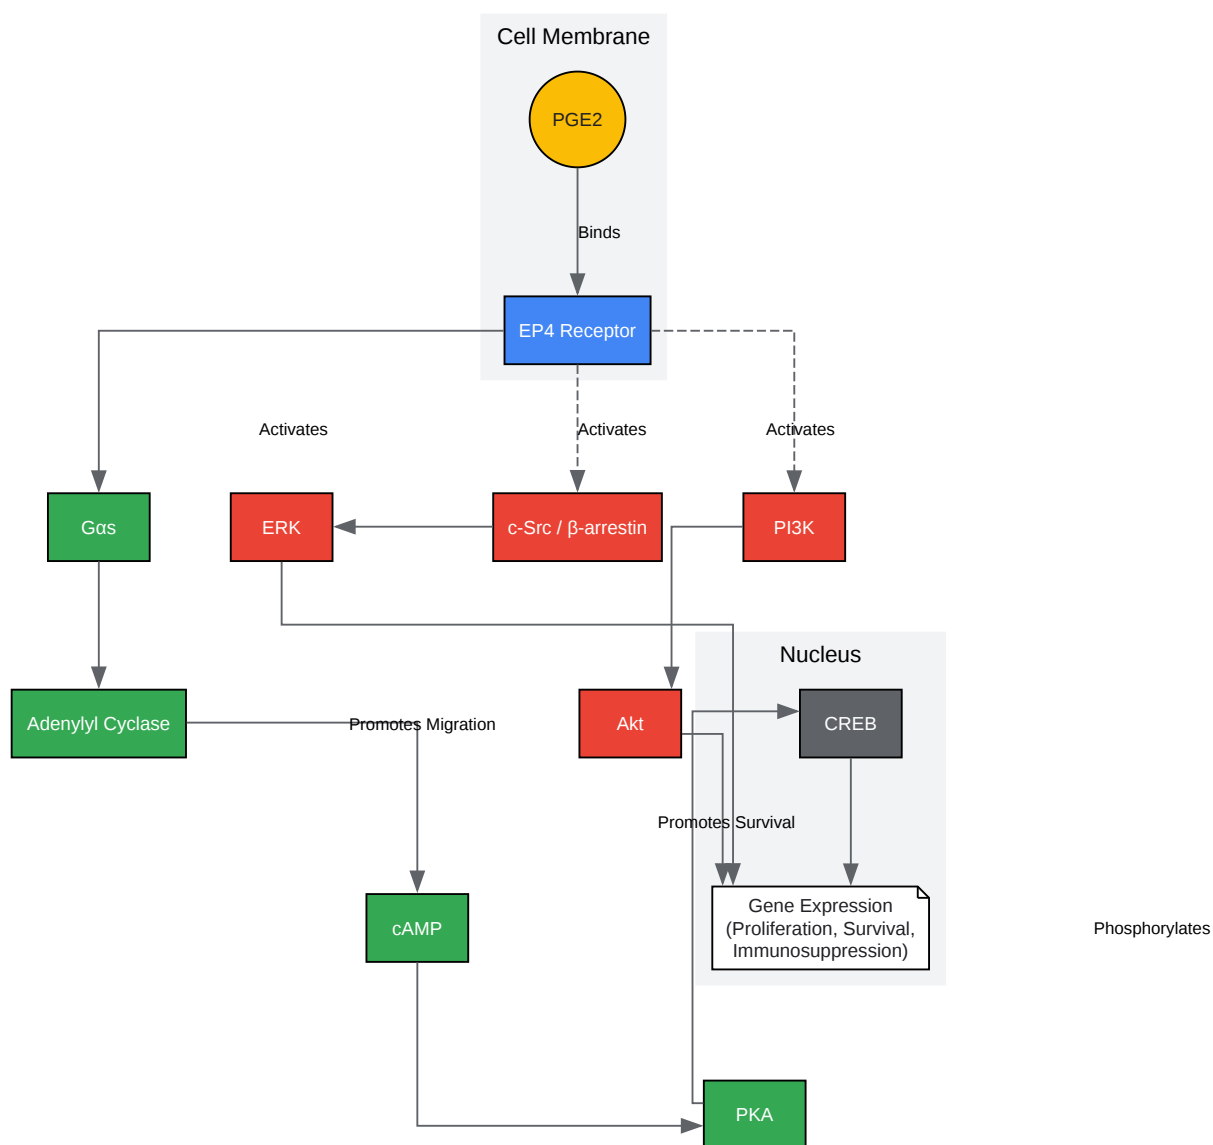 Cell Membrane
PGE2
Binds
EP4 Receptor
Activates
Activates
Activates
Gαs
ERK
c-Src / β-arrestin
PI3K
Nucleus
Adenylyl Cyclase
Promotes Migration
Akt
CREB
Promotes Survival
Gene Expression
(Proliferation, Survival,
Immunosuppression)
cAMP
Phosphorylates
PKA